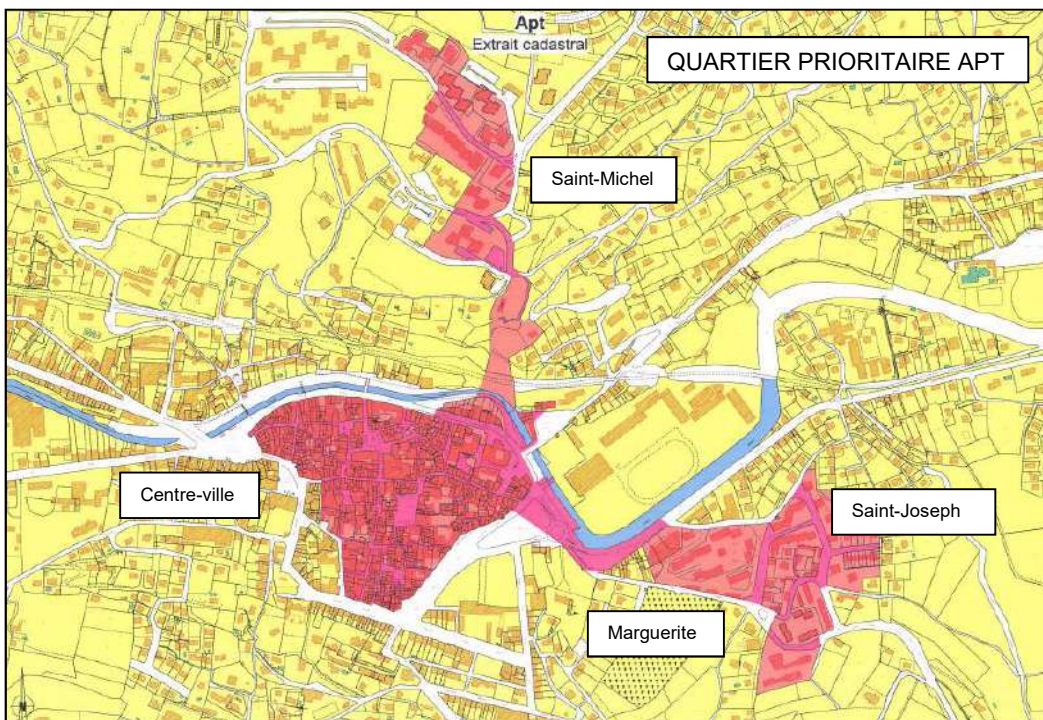 Apt
Extrait cadastral
QUARTIER PRIORITAIRE APT
Saint-Michel
Centre-ville
Saint-Joseph
Marguerite